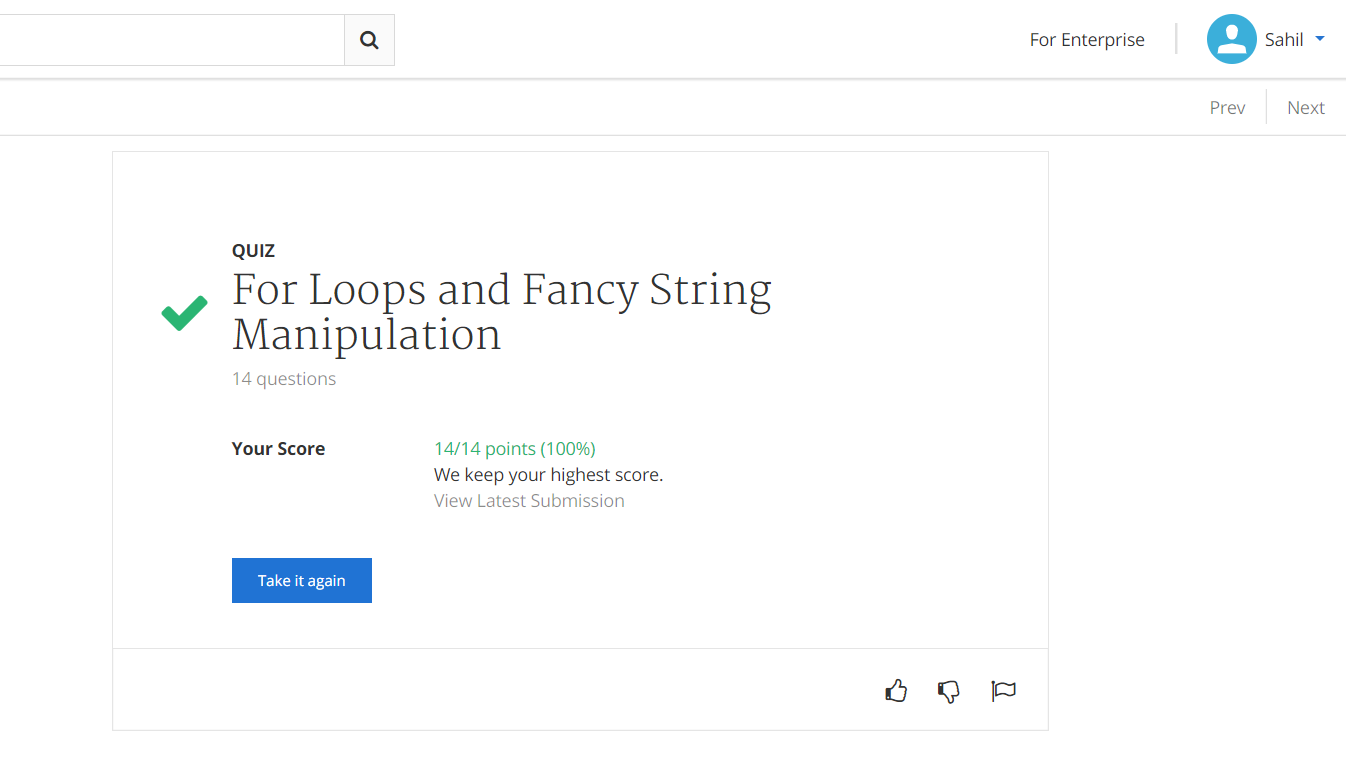 For Enterprise
Sahil
Prev
Next
QUIZ
For Loops and Fancy String
Manipulation
14 questions
Your Score
14/14 points (100%)
We keep your highest score.
View Latest Submission
Take it again